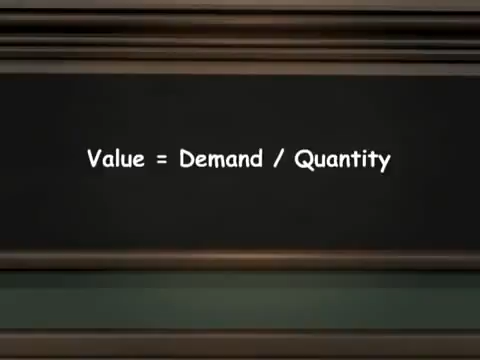 Value = Demand / Quantity